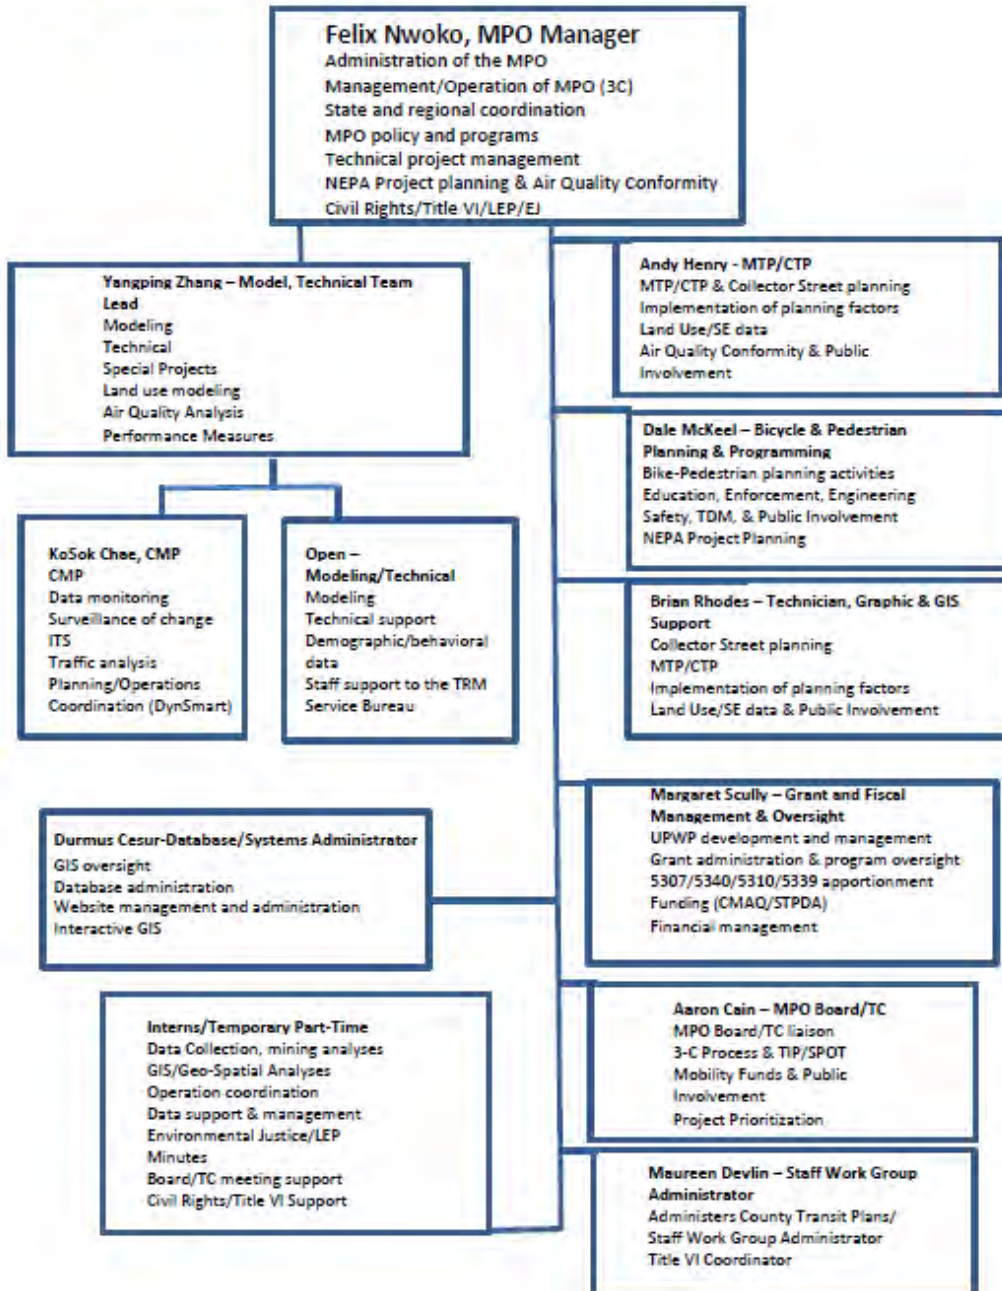 Felix Nwoko, MPO Manager
Administration of the MPO
Management/Operation of MPO (3C)
State and regional coordination
MPO policy and programs
Technical project management
NEPA Project planning & Air Quality Conformity
Civil Rights/Title VI/LEP/EJ
Yangping Zhang – Model, Technical Team
Lead
Modeling
Technical
Special Projects
Land use modeling
Air Quality Analysis
Performance Measures
Andy Henry - MTP/CTP
MTP/CTP & Collector Street planning
Implementation of planning factors
Land Use/SE data
Air Quality Conformity & Public
Involvement
Dale McKeel – Bicycle & Pedestrian
Planning & Programming
Bike-Pedestrian planning activities
Education, Enforcement, Engineering
Safety, TDM, & Public Involvement
NEPA Project Planning
KoSok Chae, CMP
CMP
Data monitoring
Surveillance of change
ITS
Traffic analysis
Planning/Operations
Coordination (DynSmart)
Open –
Modeling/Technical
Modeling
Technical support
Demographic/behavioral
data
Staff support to the TRM
Service Bureau
Brian Rhodes – Technician, Graphic & GIS
Support
Collector Street planning
MTP/CTP
Implementation of planning factors
Land Use/SE data & Public Involvement
Margaret Scully – Grant and Fiscal
Management & Oversight
UPWP development and management
Grant administration & program oversight
5307/5340/5310/5339 apportionment
Funding (CMAQ/STPDA)
Financial management
Durmus Cesur-Database/Systems Administrator
GIS oversight
Database administration
Website management and administration
Interactive GIS
Interns/Temporary Part-Time
Data Collection, mining analyses
GIS/Geo-Spatial Analyses
Operation coordination
Data support & management
Environmental Justice/LEP
Minutes
Board/TC meeting support
Civil Rights/Title VI Support
Aaron Cain – MPO Board/TC
MPO Board/TC liaison
3-C Process & TIP/SPOT
Mobility Funds & Public
Involvement
Project Prioritization
Maureen Devlin – Staff Work Group
Administrator
Administers County Transit Plans/
Staff Work Group Administrator
Title VI Coordinator